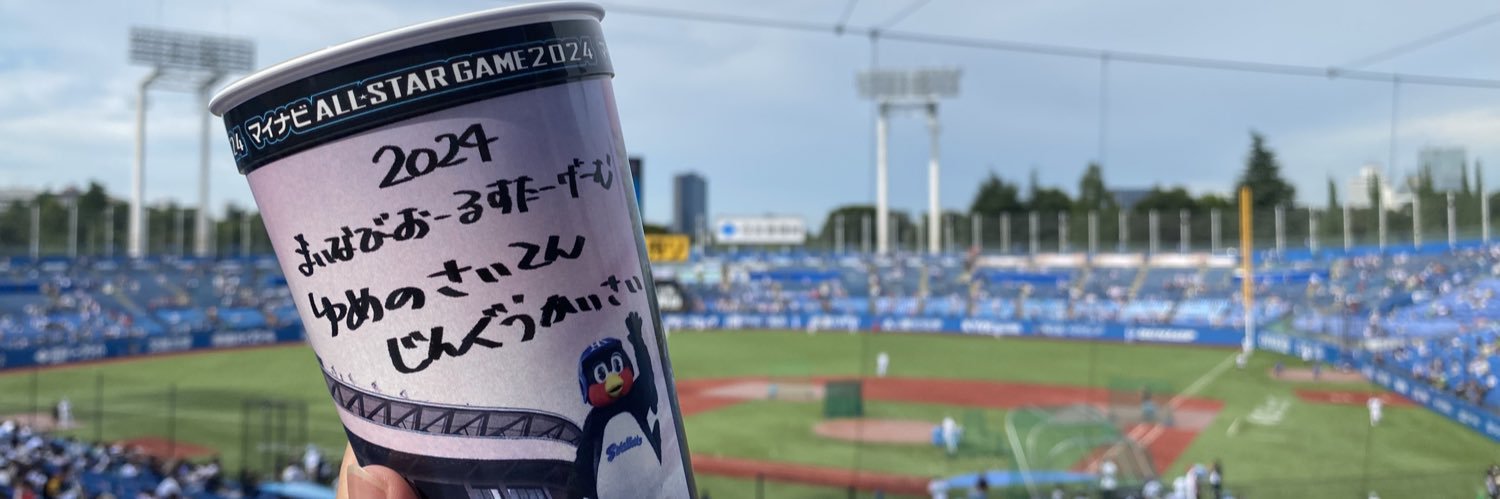 24 マイナビ ALL★STAR GAME 2024 マ
2024
まいなびおーるすたーげーむ
ゆめのさいてん
じんぐうかいさい
Swallows